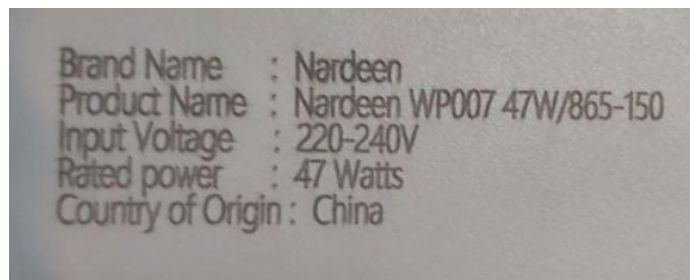 Brand Name : Nardeen
Product Name : Nardeen WP007 47W/865-150
Input Voltage : 220-240V
Rated power : 47 Watts
Country of Origin : China